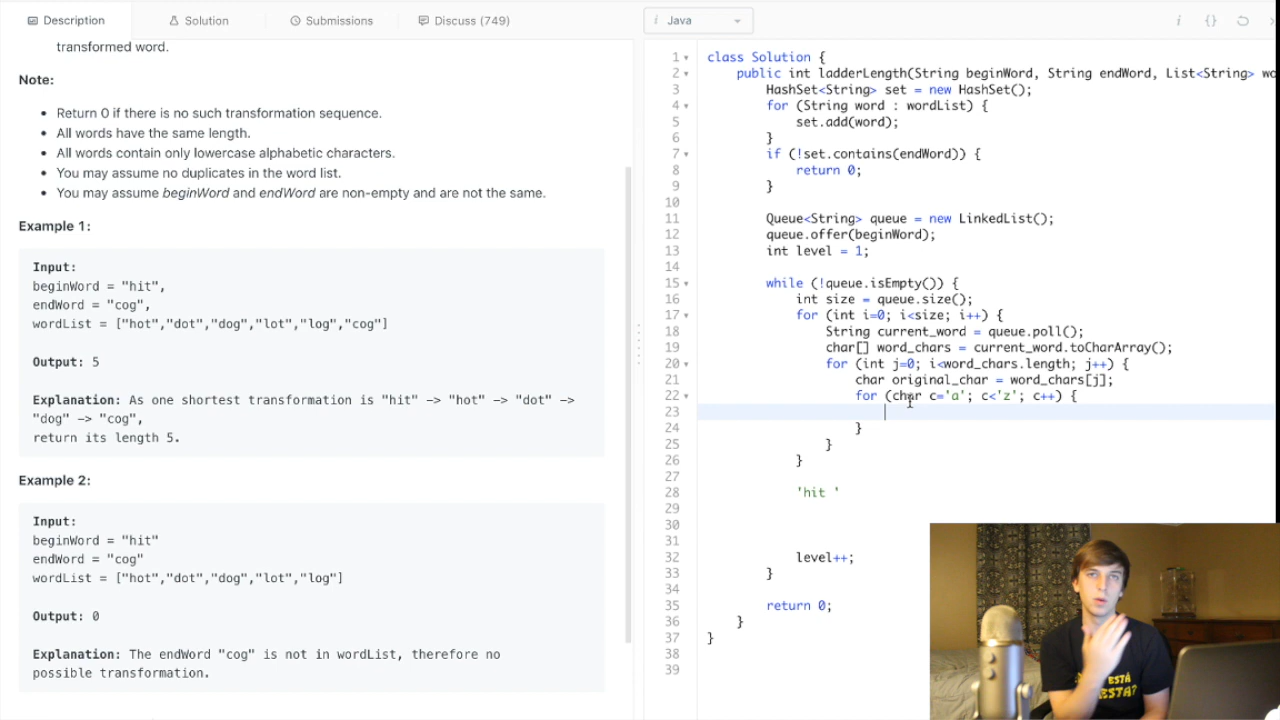 Description
Solution
Submissions
Discuss (749)
i Java
i {}
transformed word.
Note:
• Return 0 if there is no such transformation sequence.
• All words have the same length.
• All words contain only lowercase alphabetic characters.
• You may assume no duplicates in the word list.
• You may assume beginWord and endWord are non-empty and are not the same.
Example 1:
Input:
beginWord = "hit",
endWord = "cog",
wordList = ["hot","dot","dog","lot","log","cog"]
Output: 5
Explanation: As one shortest transformation is "hit" -> "hot" -> "dot" ->
"dog" -> "cog",
return its length 5.
Example 2:
Input:
beginWord = "hit"
endWord = "cog"
wordList = ["hot","dot","dog","lot","log"]
Output: 0
Explanation: The endWord "cog" is not in wordList, therefore no
possible transformation.
1 class Solution {
2 public int ladderLength(String beginWord, String endWord, List<String> wo
3 HashSet<String> set = new HashSet();
4 for (String word : wordList) {
5 set.add(word);
6 }
7 if (!set.contains(endWord)) {
8 return 0;
9 }
10
11 Queue<String> queue = new LinkedList();
12 queue.offer(beginWord);
13 int level = 1;
14
15 while (!queue.isEmpty()) {
16 int size = queue.size();
17 for (int i=0; i<size; i++) {
18 String current_word = queue.poll();
19 char[] word_chars = current_word.toCharArray();
20 for (int j=0; i<word_chars.length; j++) {
21 char original_char = word_chars[j];
22 for (char c='a'; c<'z'; c++) {
23
24 }
25 }
26 }
27
28 'hit '
29
30
31
32 level++;
33 }
34
35 return 0;
36 }
37 }
38
39
ESTÁ